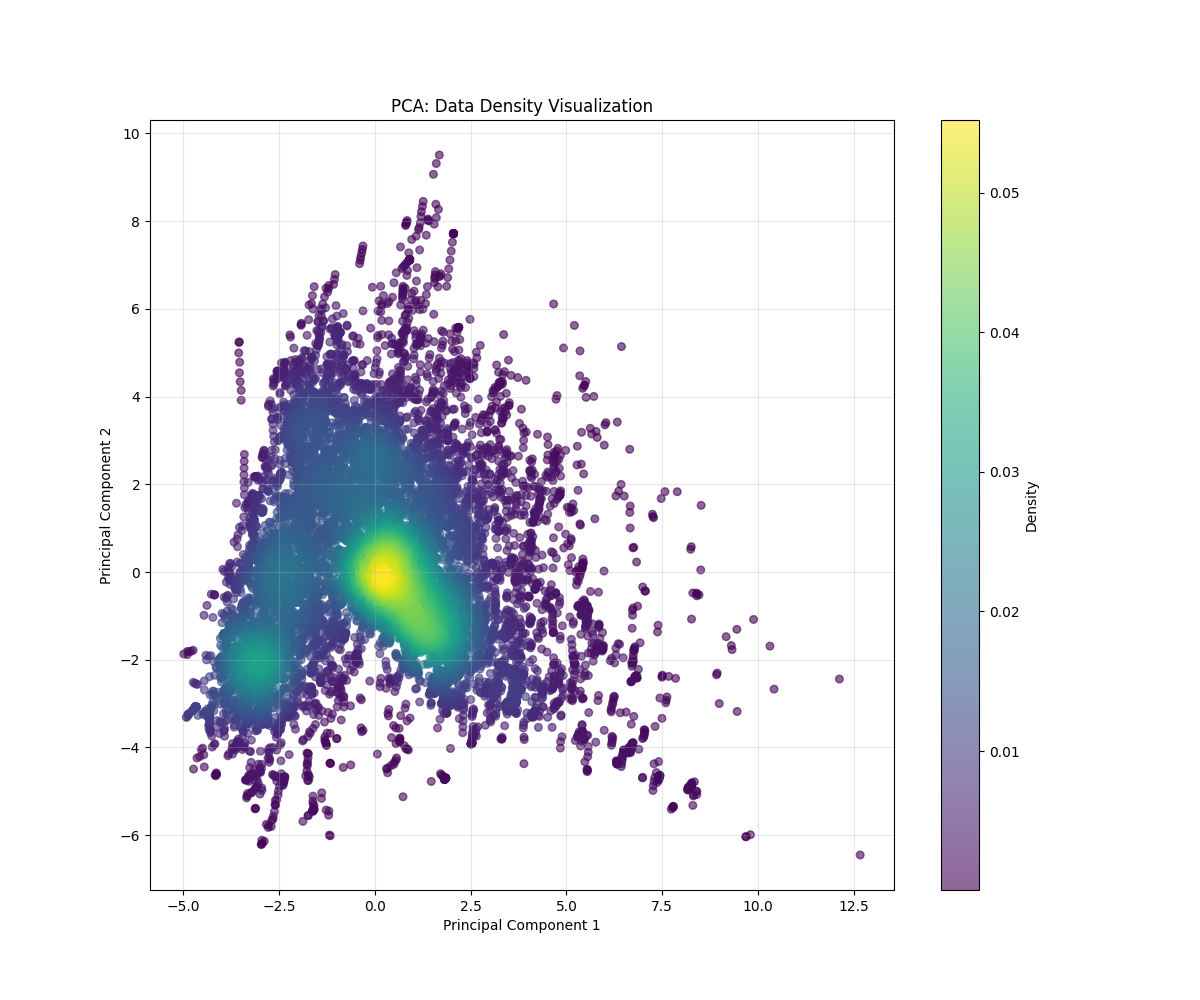 PCA: Data Density Visualization
10
8
6
4
2
0
−2
−4
−6
Principal Component 2
−5.0 −2.5 0.0 2.5 5.0 7.5 10.0 12.5
Principal Component 1
0.05
0.04
0.03
0.02
0.01
Density